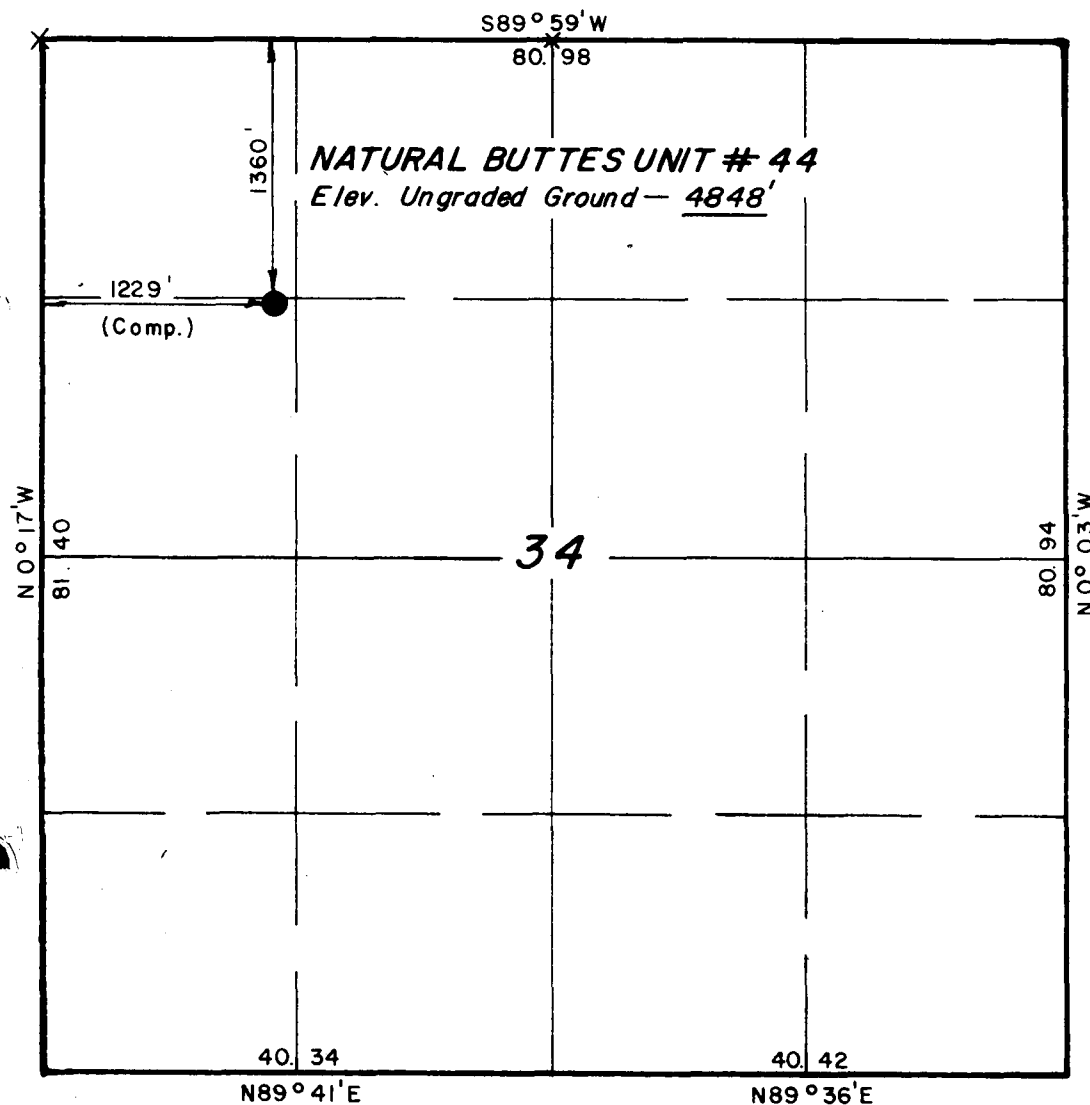 S89°59'W
80.98
1360'
NATURAL BUTTES UNIT # 44
Elev. Ungraded Ground — 4848'
1229'
(Comp.)
N0°17'W
81.40
34
80.94
N0°03'W
40.34
40.42
N89°41'E
N89°36'E